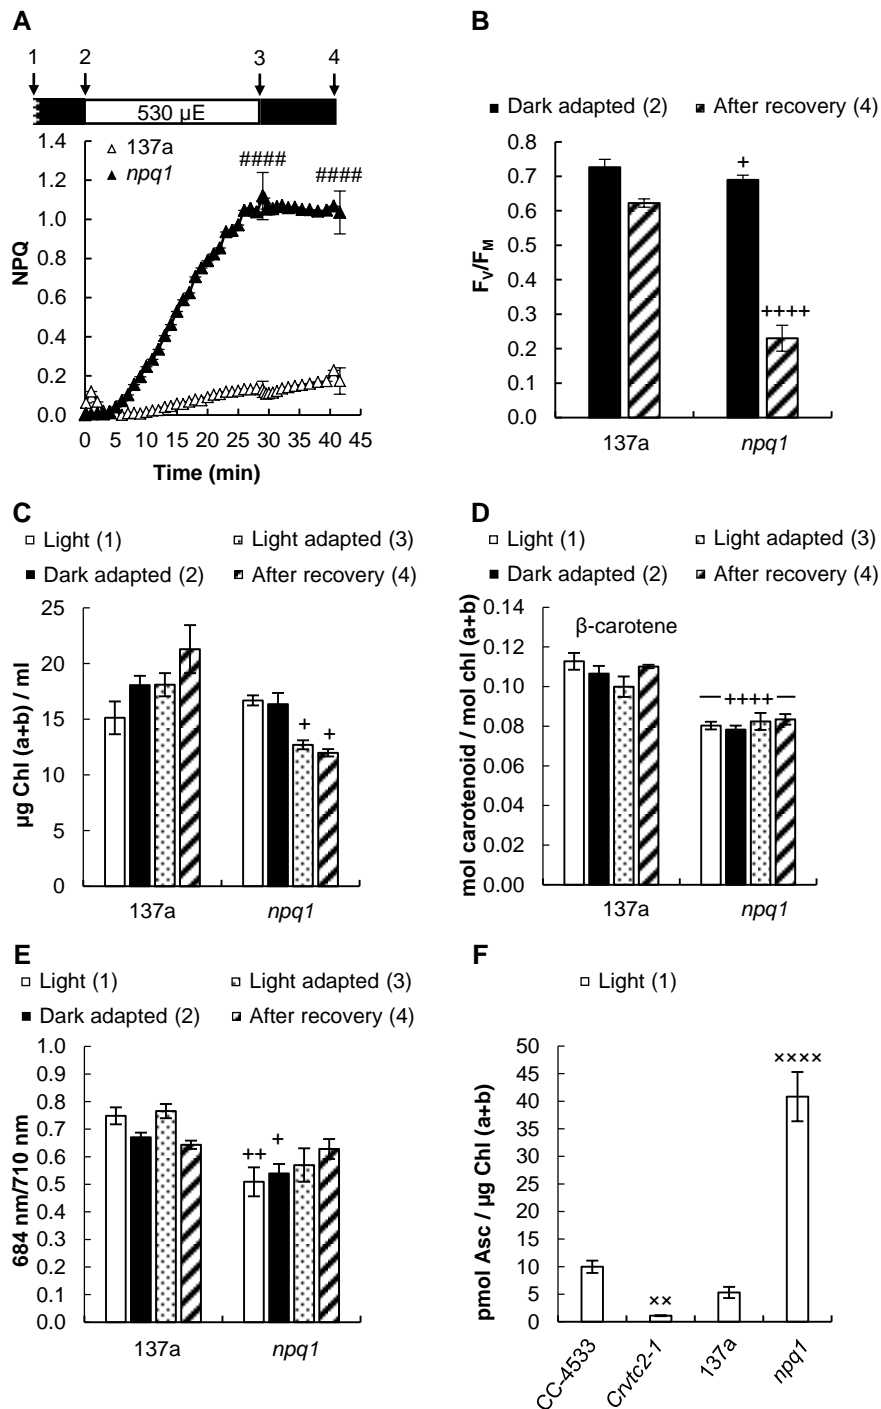 A
1 2 3 4
530 µE
△ 137a
▲ npq1
#### ####
1.4
1.2
1.0
0.8
0.6
0.4
0.2
0.0
NPQ
0 5 10 15 20 25 30 35 40 45
Time (min)
B
■ Dark adapted (2) After recovery (4)
0.8
0.7
0.6
0.5
0.4
0.3
0.2
0.1
0.0
FV/FM
+
++++
137a npq1
C
Light (1) Light adapted (3)
Dark adapted (2) After recovery (4)
25
20
15
10
5
0
µg Chl (a+b) / ml
+ +
137a npq1
D
Light (1) Light adapted (3)
Dark adapted (2) After recovery (4)
0.14
0.12
0.10
0.08
0.06
0.04
0.02
0.00
mol carotenoid / mol chl (a+b)
β-carotene
++++
137a npq1
E
Light (1) Light adapted (3)
Dark adapted (2) After recovery (4)
1.0
0.9
0.8
0.7
0.6
0.5
0.4
0.3
0.2
0.1
0.0
684 nm/710 nm
++ +
137a npq1
F
Light (1)
50
45
40
35
30
25
20
15
10
5
0
pmol Asc / µg Chl (a+b)
××
××××
CC-4533 Crvtc2-1 137a npq1